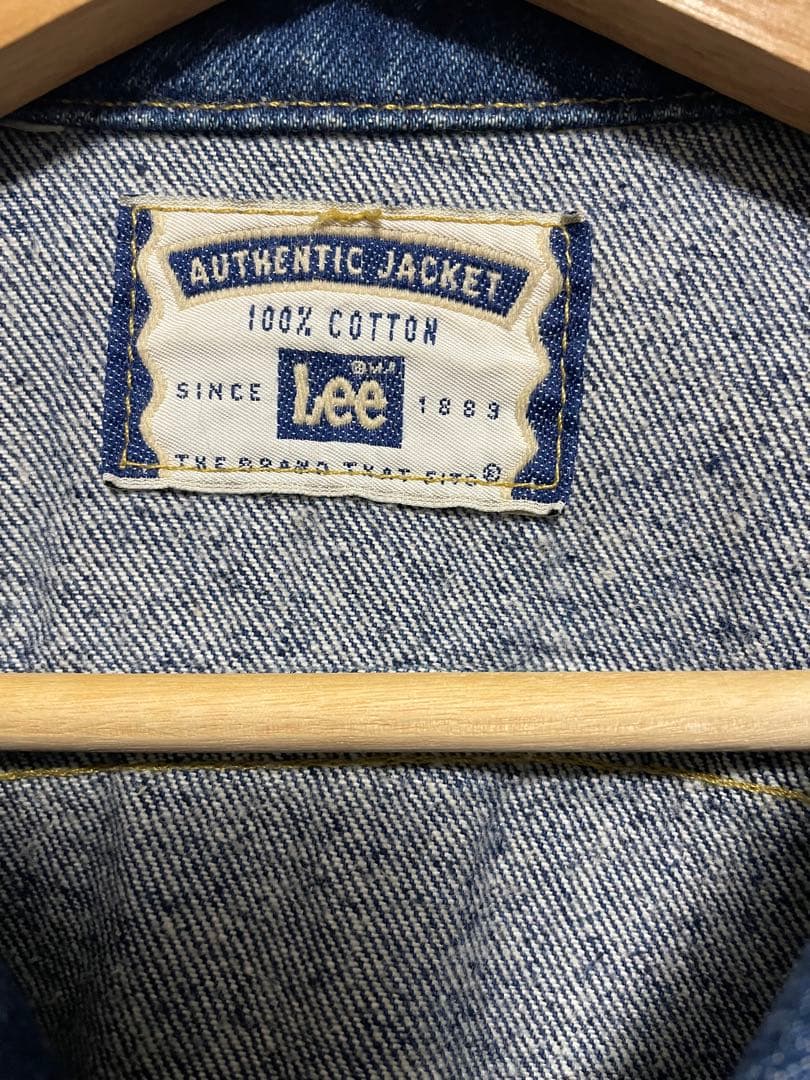 AUTHENTIC JACKET
100% COTTON
® M.R
Lee
SINCE 1889
THE BRAND THAT FITS®